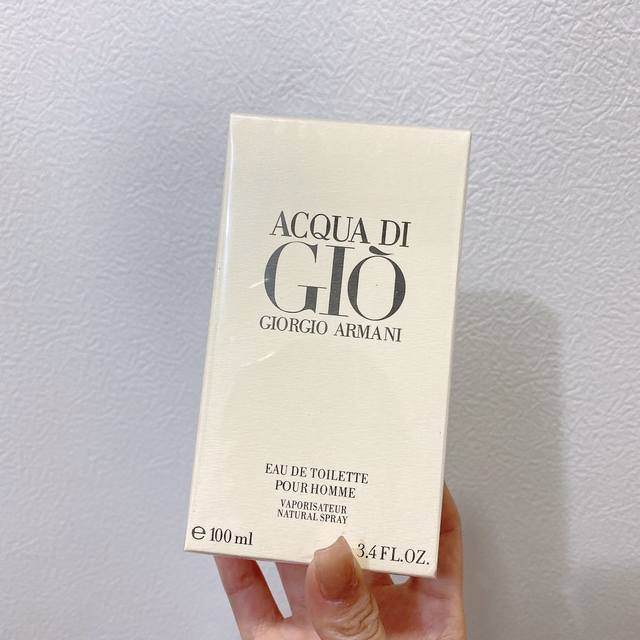 ACQUA DI
GIÒ
GIORGIO ARMANI
EAU DE TOILETTE
POUR HOMME
VAPORISATEUR
NATURAL SPRAY
℮ 100 ml 3.4 FL.OZ.